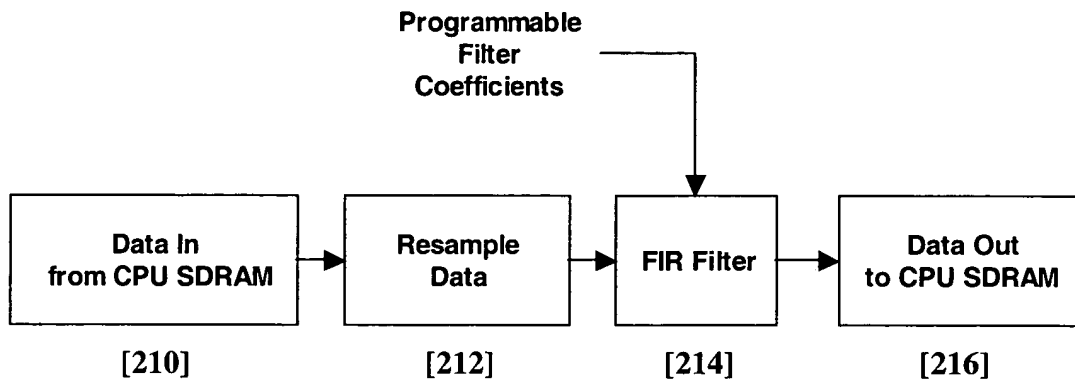 Programmable
Filter
Coefficients
Data In
from CPU SDRAM
Resample
Data
FIR Filter
Data Out
to CPU SDRAM
[210]
[212]
[214]
[216]